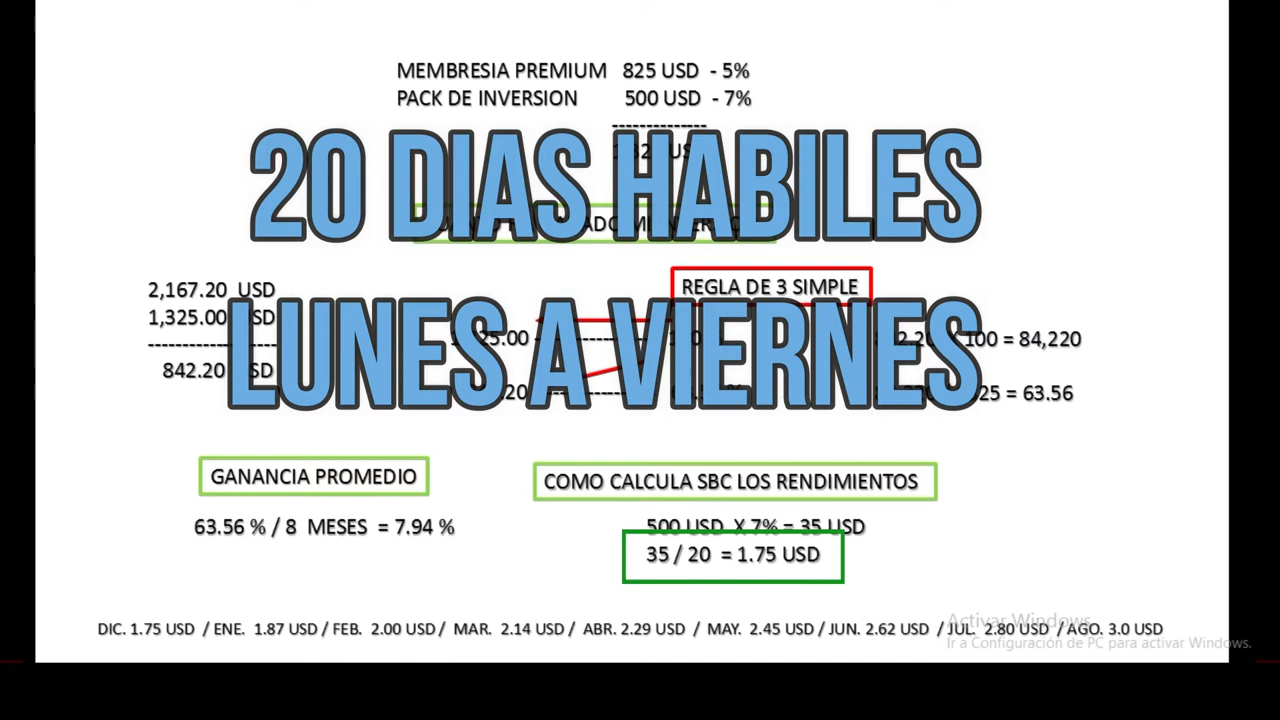 MEMBRESIA PREMIUM 825 USD - 5%
PACK DE INVERSION 500 USD - 7%
--------------
20 DIAS HABILES
2,167.20 USD
REGLA DE 3 SIMPLE
1,325.00 USD
LUNES A VIERNES
100 = 84,220
842.20 USD
= 63.56
GANANCIA PROMEDIO
COMO CALCULA SBC LOS RENDIMIENTOS
63.56 % / 8 MESES = 7.94 %
500 USD X 7% = 35 USD
35 / 20 = 1.75 USD
DIC. 1.75 USD / ENE. 1.87 USD / FEB. 2.00 USD / MAR. 2.14 USD / ABR. 2.29 USD / MAY. 2.45 USD / JUN. 2.62 USD / JUL. 2.80 USD / AGO. 3.0 USD
Activar Windows
Ir a Configuración de PC para activar Windows.